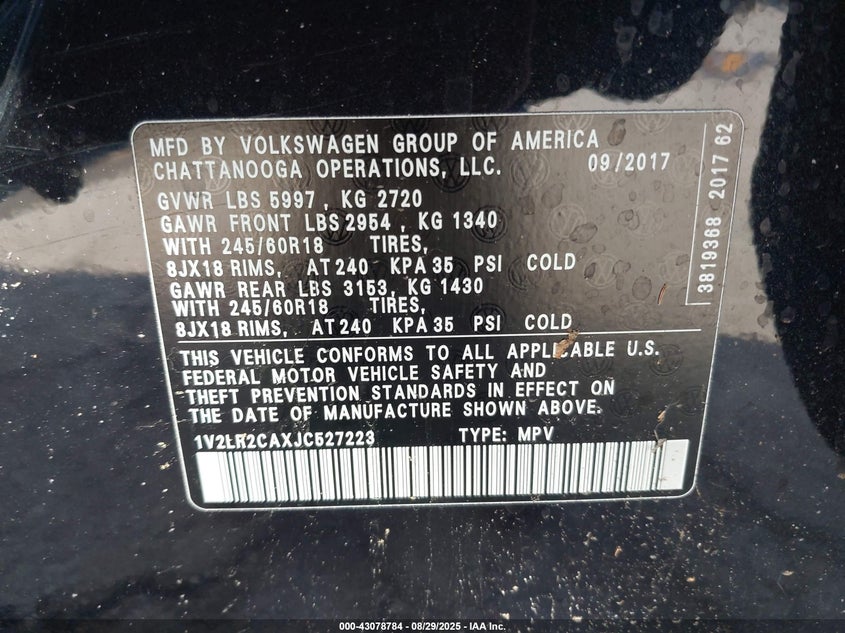 MFD BY VOLKSWAGEN GROUP OF AMERICA
CHATTANOOGA OPERATIONS, LLC. 09/2017
GVWR LBS 5997, KG 2720
GAWR FRONT LBS 2954, KG 1340
WITH 245/60R18 TIRES,
8JX18 RIMS, AT 240 KPA 35 PSI COLD
GAWR REAR LBS 3153, KG 1430
WITH 245/60R18 TIRES,
8JX18 RIMS, AT 240 KPA 35 PSI COLD
THIS VEHICLE CONFORMS TO ALL APPLICABLE U.S.
FEDERAL MOTOR VEHICLE SAFETY AND
THEFT PREVENTION STANDARDS IN EFFECT ON
THE DATE OF MANUFACTURE SHOWN ABOVE.
1V2LR2CAXJC527223 TYPE: MPV
3819368 2017 62
000-43078784 - 08/29/2025 - IAA Inc.